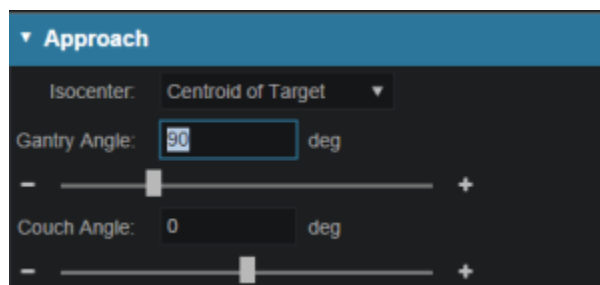 ▼ Approach
Isocenter: Centroid of Target ▼
Gantry Angle: 90 deg
− +
Couch Angle: 0 deg
− +